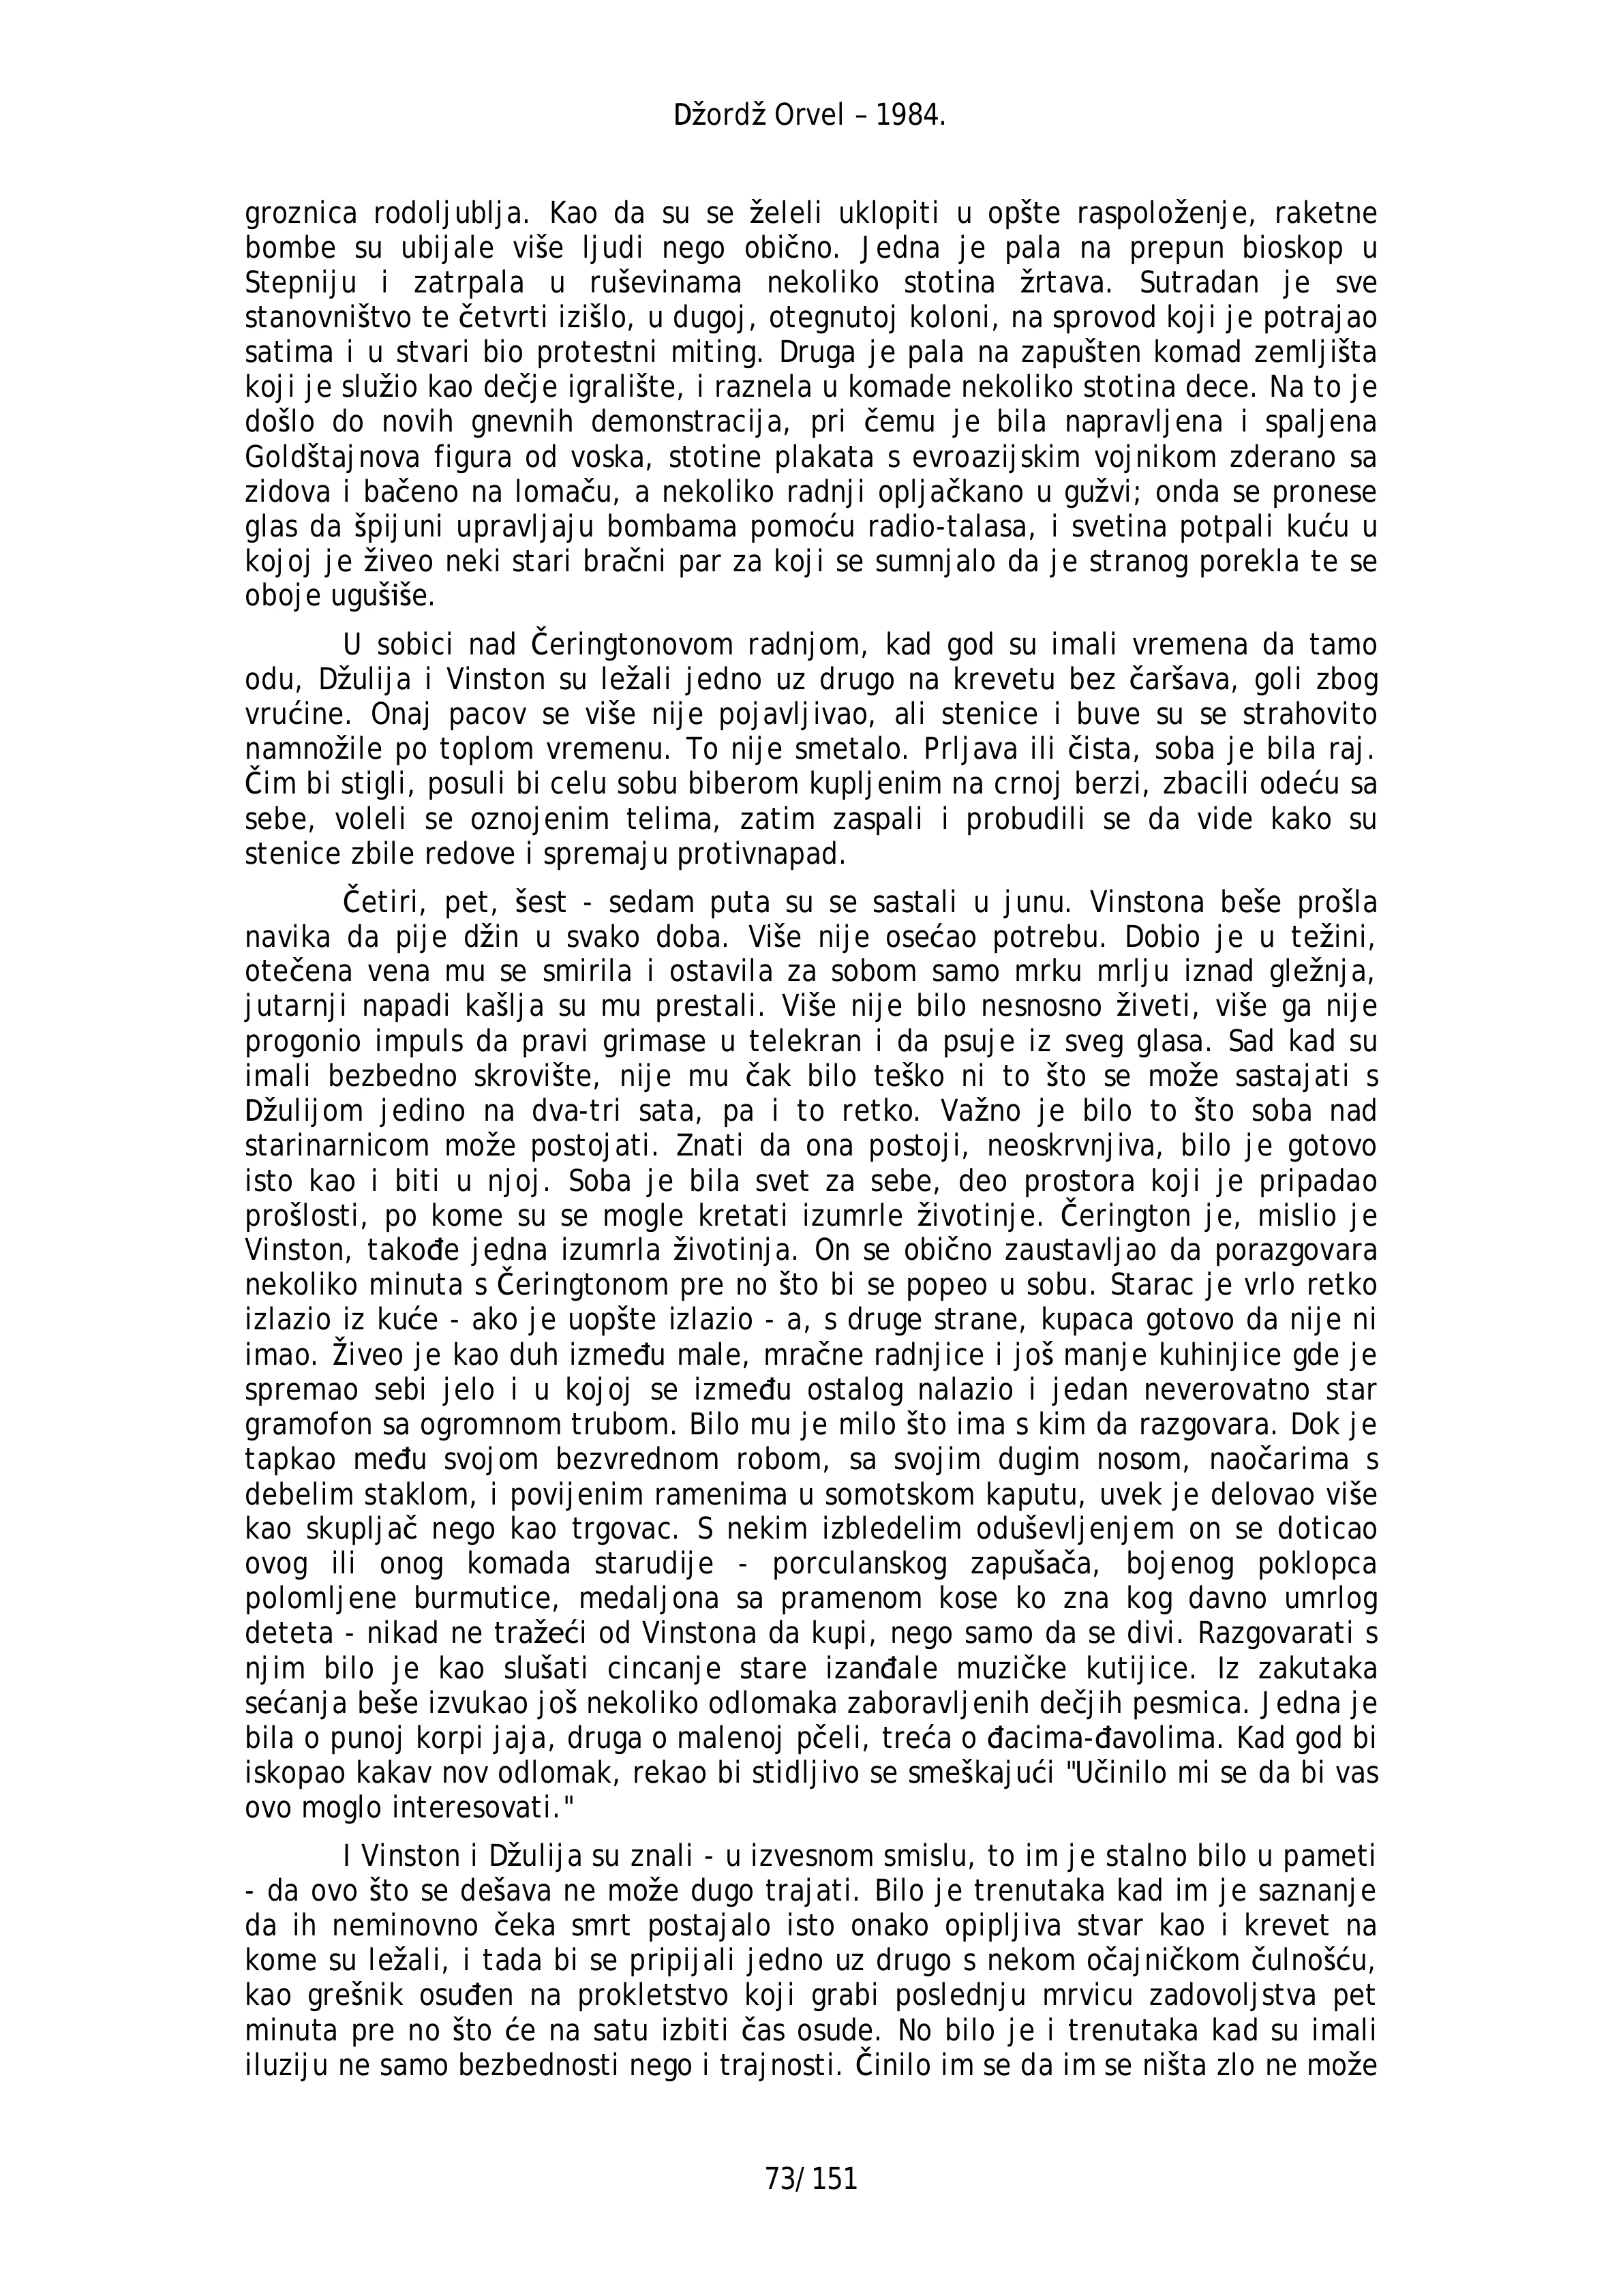 Džordž Orvel – 1984.
groznica rodoljublja. Kao da su se želeli uklopiti u opšte raspoloženje, raketne
bombe su ubijale više ljudi nego obično. Jedna je pala na prepun bioskop u
Stepniju i zatrpala u ruševinama nekoliko stotina žrtava. Sutradan je sve
stanovništvo te četvrti izišlo, u dugoj, otegnutoj koloni, na sprovod koji je potrajao
satima i u stvari bio protestni miting. Druga je pala na zapušten komad zemljišta
koji je služio kao dečje igralište, i raznela u komade nekoliko stotina dece. Na to je
došlo do novih gnevnih demonstracija, pri čemu je bila napravljena i spaljena
Goldštajnova figura od voska, stotine plakata s evroazijskim vojnikom zderano sa
zidova i bačeno na lomaču, a nekoliko radnji opljačkano u gužvi; onda se pronese
glas da špijuni upravljaju bombama pomoću radio-talasa, i svetina potpali kuću u
kojoj je živeo neki stari bračni par za koji se sumnjalo da je stranog porekla te se
oboje ugušiše.
U sobici nad Čeringtonovom radnjom, kad god su imali vremena da tamo
odu, Džulija i Vinston su ležali jedno uz drugo na krevetu bez čaršava, goli zbog
vrućine. Onaj pacov se više nije pojavljivao, ali stenice i buve su se strahovito
namnožile po toplom vremenu. To nije smetalo. Prljava ili čista, soba je bila raj.
Čim bi stigli, posuli bi celu sobu biberom kupljenim na crnoj berzi, zbacili odeću sa
sebe, voleli se oznojenim telima, zatim zaspali i probudili se da vide kako su
stenice zbile redove i spremaju protivnapad.
Četiri, pet, šest - sedam puta su se sastali u junu. Vinstona beše prošla
navika da pije džin u svako doba. Više nije osećao potrebu. Dobio je u težini,
otečena vena mu se smirila i ostavila za sobom samo mrku mrlju iznad gležnja,
jutarnji napadi kašlja su mu prestali. Više nije bilo nesnosno živeti, više ga nije
progonio impuls da pravi grimase u telekran i da psuje iz sveg glasa. Sad kad su
imali bezbedno skrovište, nije mu čak bilo teško ni to što se može sastajati s
Džulijom jedino na dva-tri sata, pa i to retko. Važno je bilo to što soba nad
starinarnicom može postojati. Znati da ona postoji, neoskrvnjiva, bilo je gotovo
isto kao i biti u njoj. Soba je bila svet za sebe, deo prostora koji je pripadao
prošlosti, po kome su se mogle kretati izumrle životinje. Čerington je, mislio je
Vinston, takođe jedna izumrla životinja. On se obično zaustavljao da porazgovara
nekoliko minuta s Čeringtonom pre no što bi se popeo u sobu. Starac je vrlo retko
izlazio iz kuće - ako je uopšte izlazio - a, s druge strane, kupaca gotovo da nije ni
imao. Živeo je kao duh između male, mračne radnjice i još manje kuhinjice gde je
spremao sebi jelo i u kojoj se između ostalog nalazio i jedan neverovatno star
gramofon sa ogromnom trubom. Bilo mu je milo što ima s kim da razgovara. Dok je
tapkao među svojom bezvrednom robom, sa svojim dugim nosom, naočarima s
debelim staklom, i povijenim ramenima u somotskom kaputu, uvek je delovao više
kao skupljač nego kao trgovac. S nekim izbledelim oduševljenjem on se doticao
ovog ili onog komada starudije - porculanskog zapušača, bojenog poklopca
polomljene burmutice, medaljona sa pramenom kose ko zna kog davno umrlog
deteta - nikad ne tražeći od Vinstona da kupi, nego samo da se divi. Razgovarati s
njim bilo je kao slušati cincanje stare izanđale muzičke kutijice. Iz zakutaka
sećanja beše izvukao još nekoliko odlomaka zaboravljenih dečjih pesmica. Jedna je
bila o punoj korpi jaja, druga o malenoj pčeli, treća o đacima-đavolima. Kad god bi
iskopao kakav nov odlomak, rekao bi stidljivo se smeškajući "Učinilo mi se da bi vas
ovo moglo interesovati."
I Vinston i Džulija su znali - u izvesnom smislu, to im je stalno bilo u pameti
- da ovo što se dešava ne može dugo trajati. Bilo je trenutaka kad im je saznanje
da ih neminovno čeka smrt postajalo isto onako opipljiva stvar kao i krevet na
kome su ležali, i tada bi se pripijali jedno uz drugo s nekom očajničkom čulnošću,
kao grešnik osuđen na prokletstvo koji grabi poslednju mrvicu zadovoljstva pet
minuta pre no što će na satu izbiti čas osude. No bilo je i trenutaka kad su imali
iluziju ne samo bezbednosti nego i trajnosti. Činilo im se da im se ništa zlo ne može
73/ 151